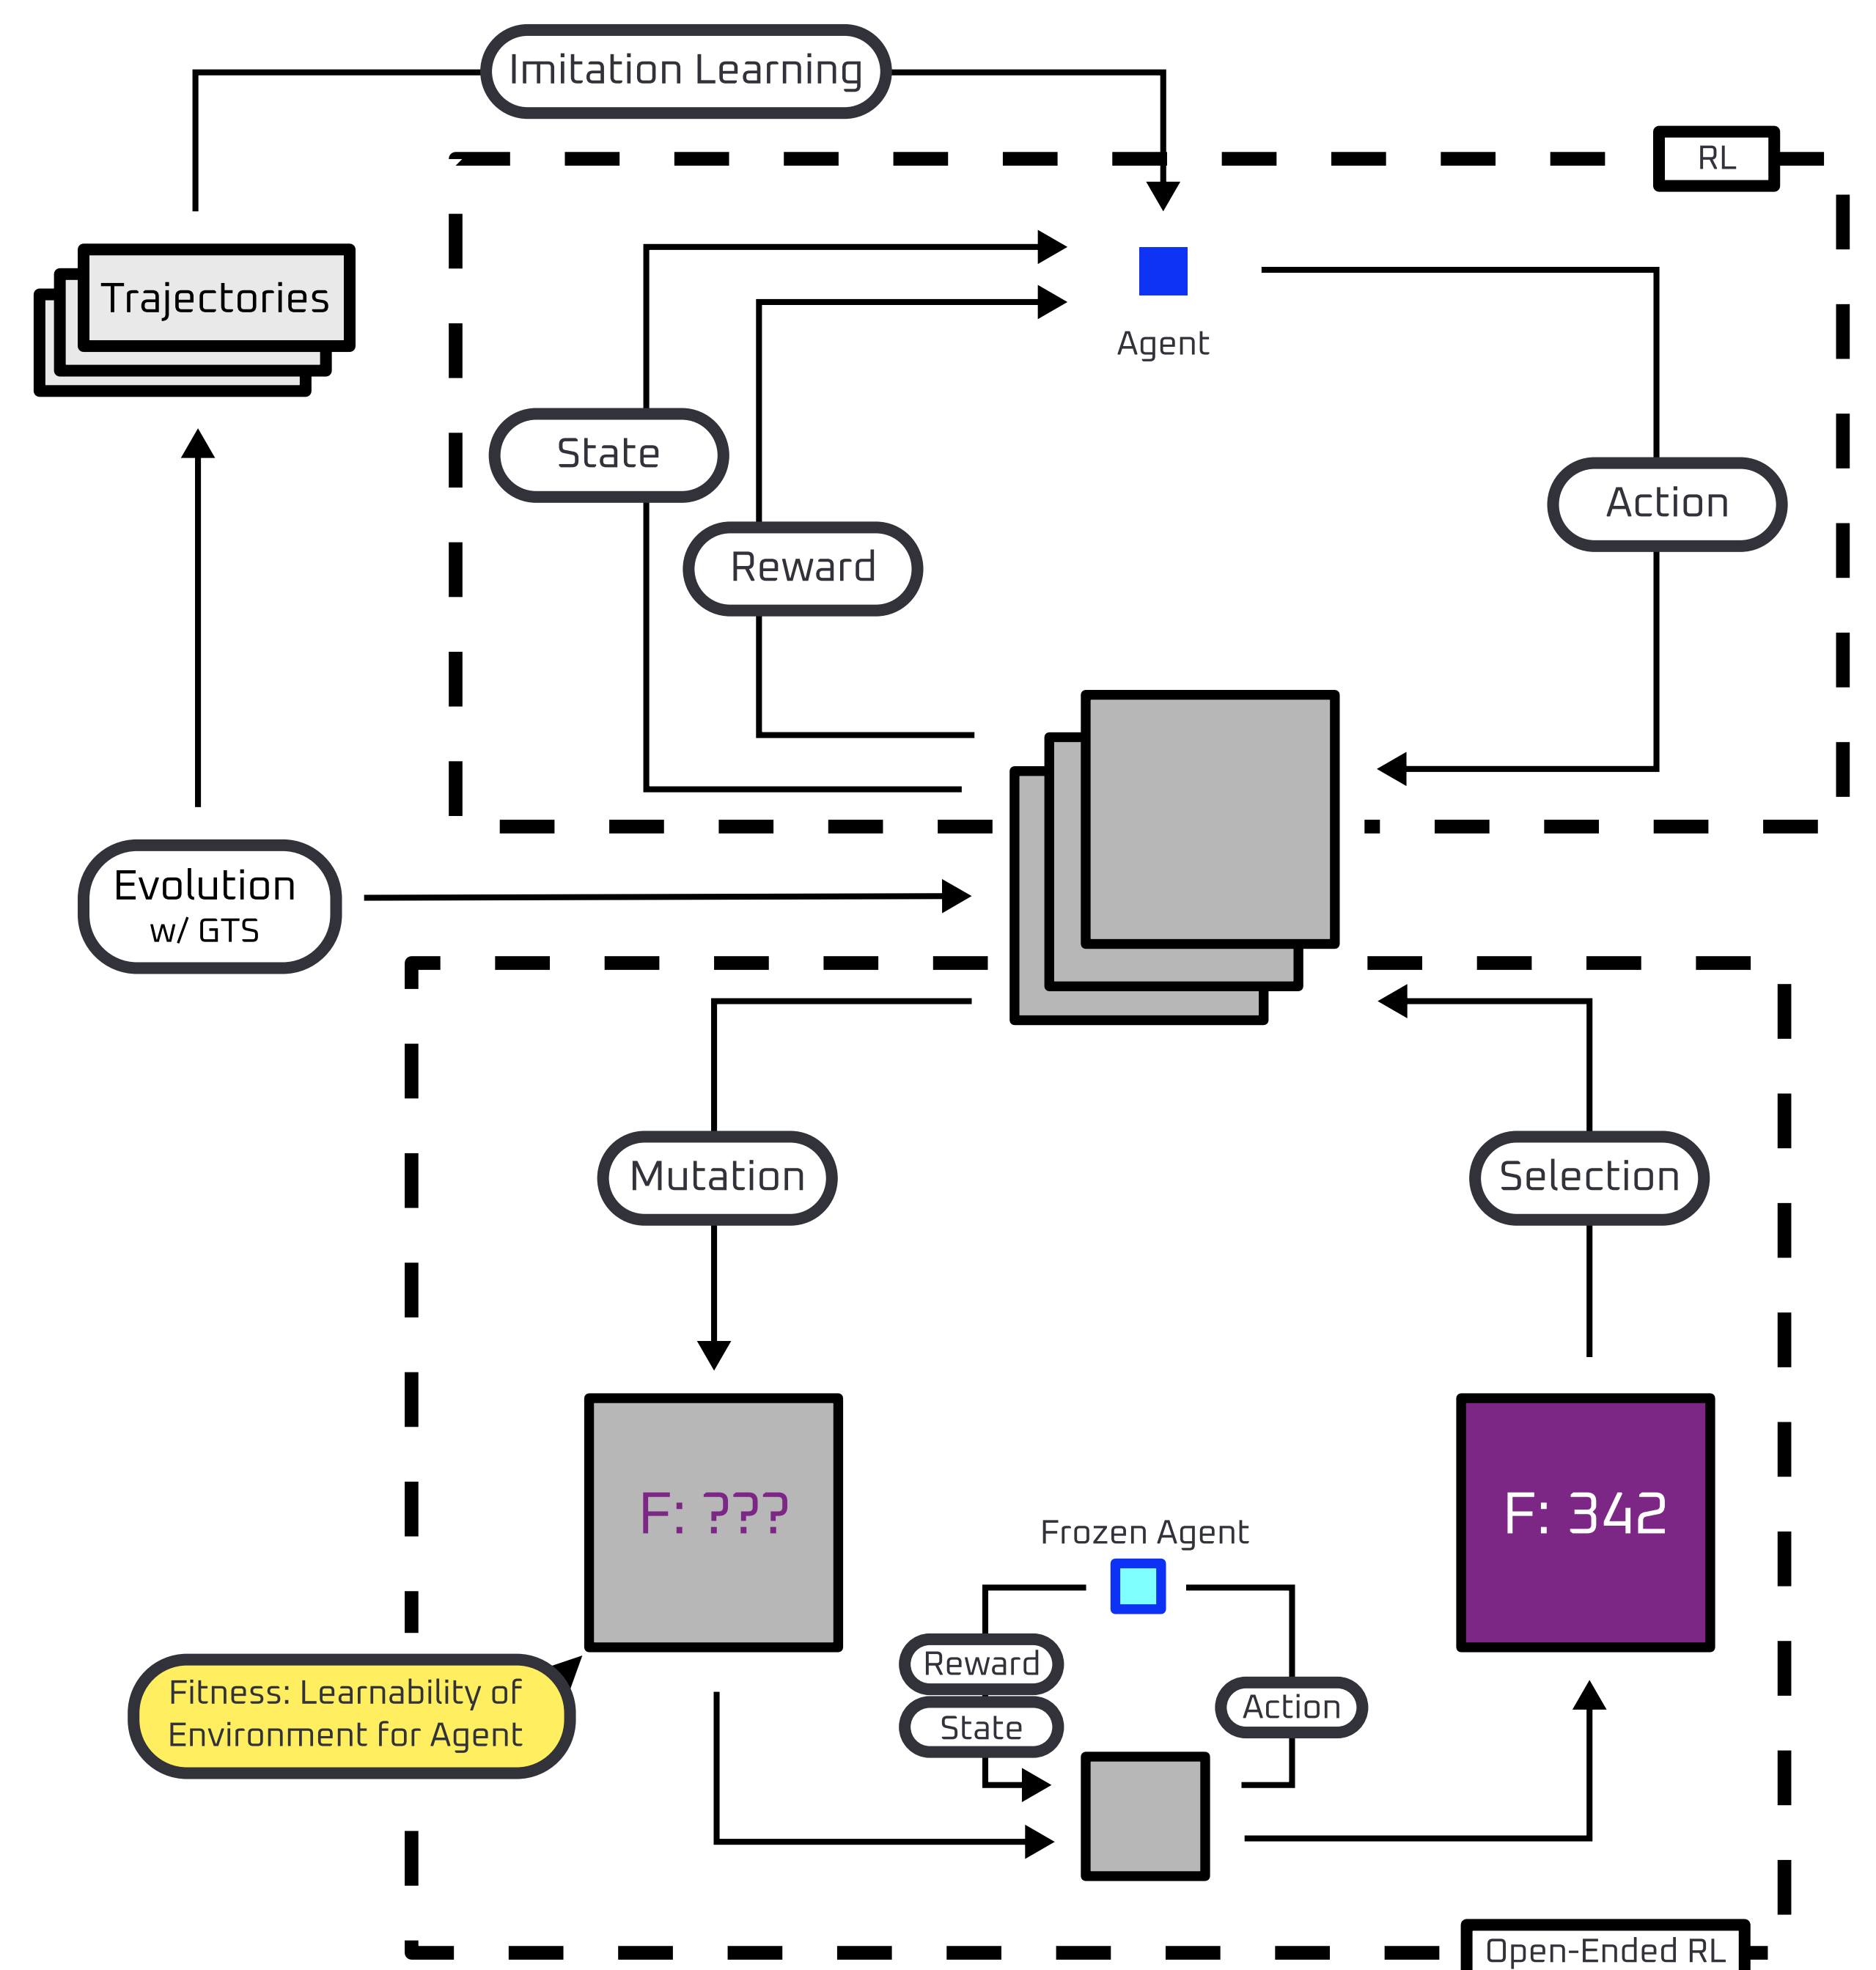 Imitation Learning
RL
Trajectories
Agent
State
Action
Reward
Evolution
w/ GTS
Mutation
Selection
F: ???
F: 342
Frozen Agent
Reward
State
Action
Fitness: Learnability of
Environment for Agent
Open-Ended RL